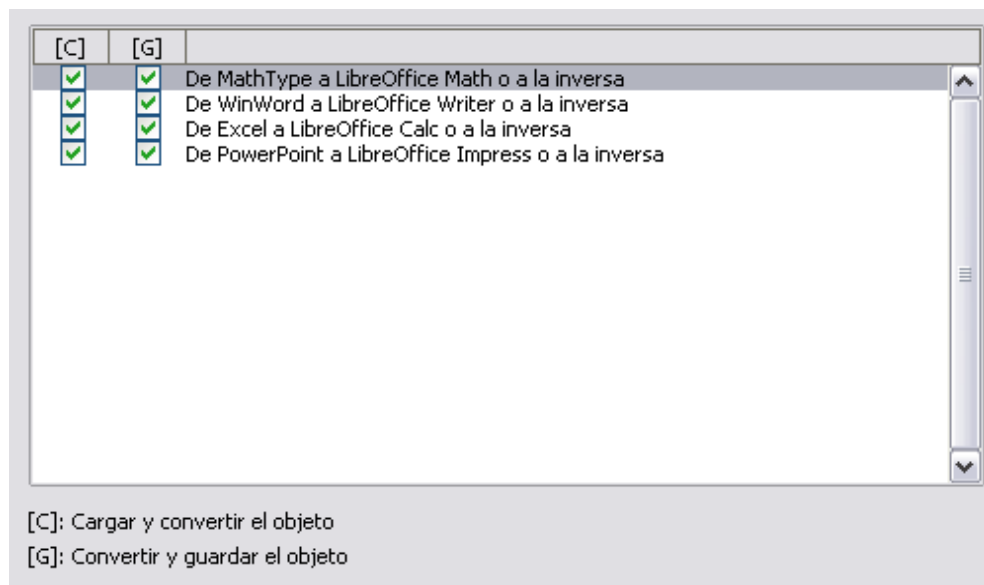 [C] [G]
De MathType a LibreOffice Math o a la inversa
De WinWord a LibreOffice Writer o a la inversa
De Excel a LibreOffice Calc o a la inversa
De PowerPoint a LibreOffice Impress o a la inversa
[C]: Cargar y convertir el objeto
[G]: Convertir y guardar el objeto